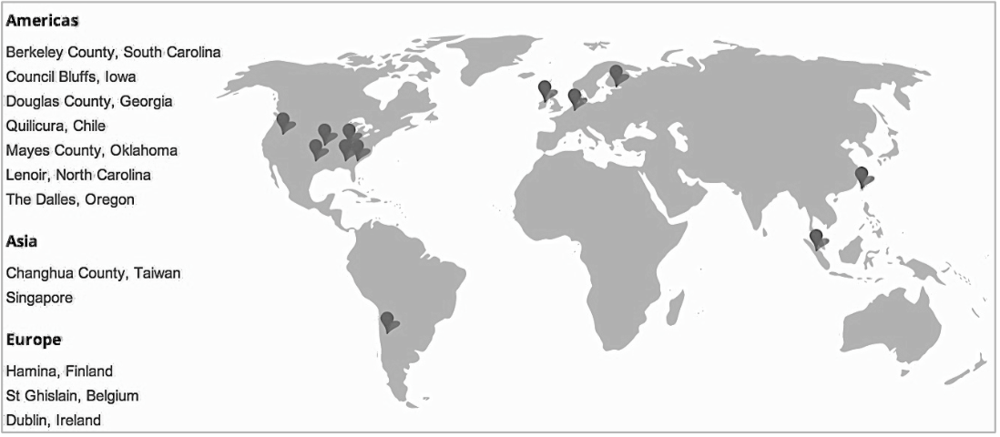 Americas
Berkeley County, South Carolina
Council Bluffs, Iowa
Douglas County, Georgia
Quilicura, Chile
Mayes County, Oklahoma
Lenoir, North Carolina
The Dalles, Oregon
Asia
Changhua County, Taiwan
Singapore
Europe
Hamina, Finland
St Ghislain, Belgium
Dublin, Ireland